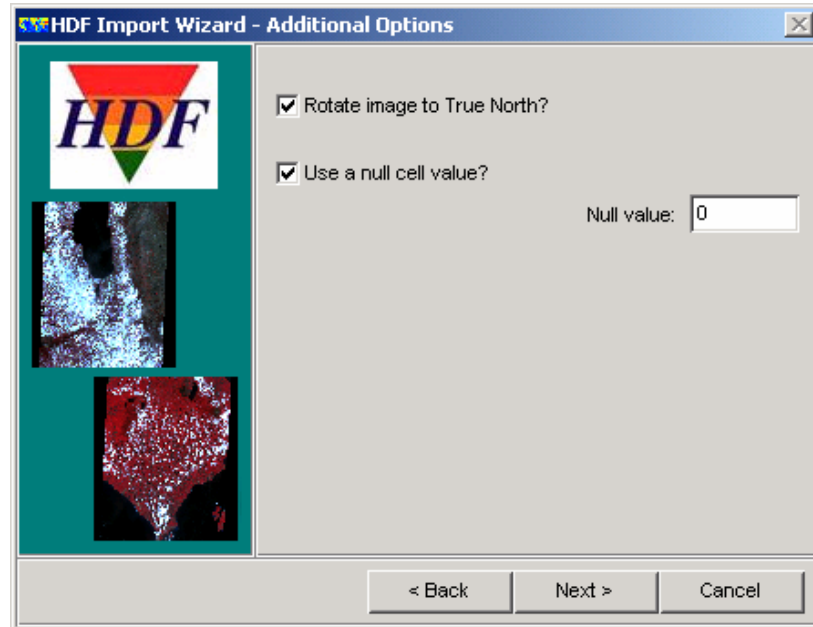 HDF Import Wizard - Additional Options
HDF
Rotate image to True North?
Use a null cell value?
Null value: 0
< Back Next > Cancel